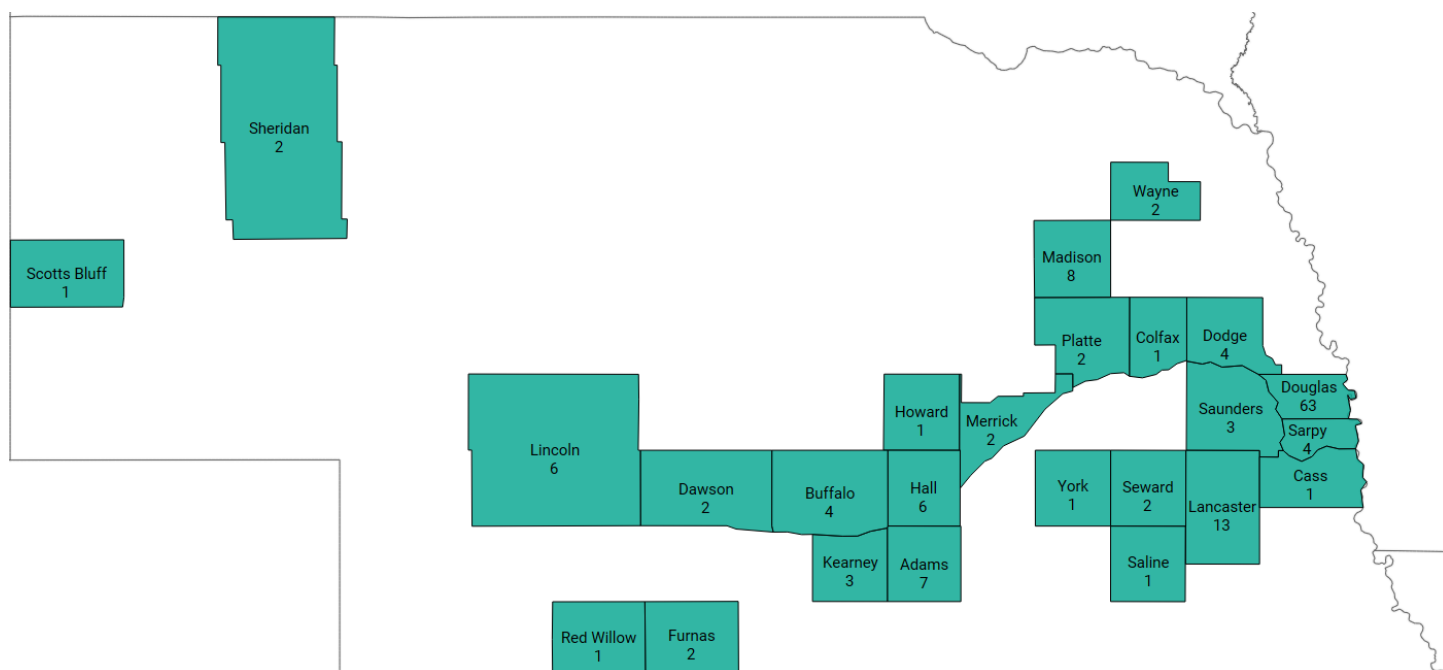 Sheridan
2
Wayne
2
Madison
8
Scotts Bluff
1
Platte
2
Colfax
1
Dodge
4
Douglas
63
Howard
1
Merrick
2
Saunders
3
Sarpy
4
Lincoln
6
Dawson
2
Buffalo
4
Hall
6
York
1
Seward
2
Lancaster
13
Cass
1
Kearney
3
Adams
7
Saline
1
Red Willow
1
Furnas
2